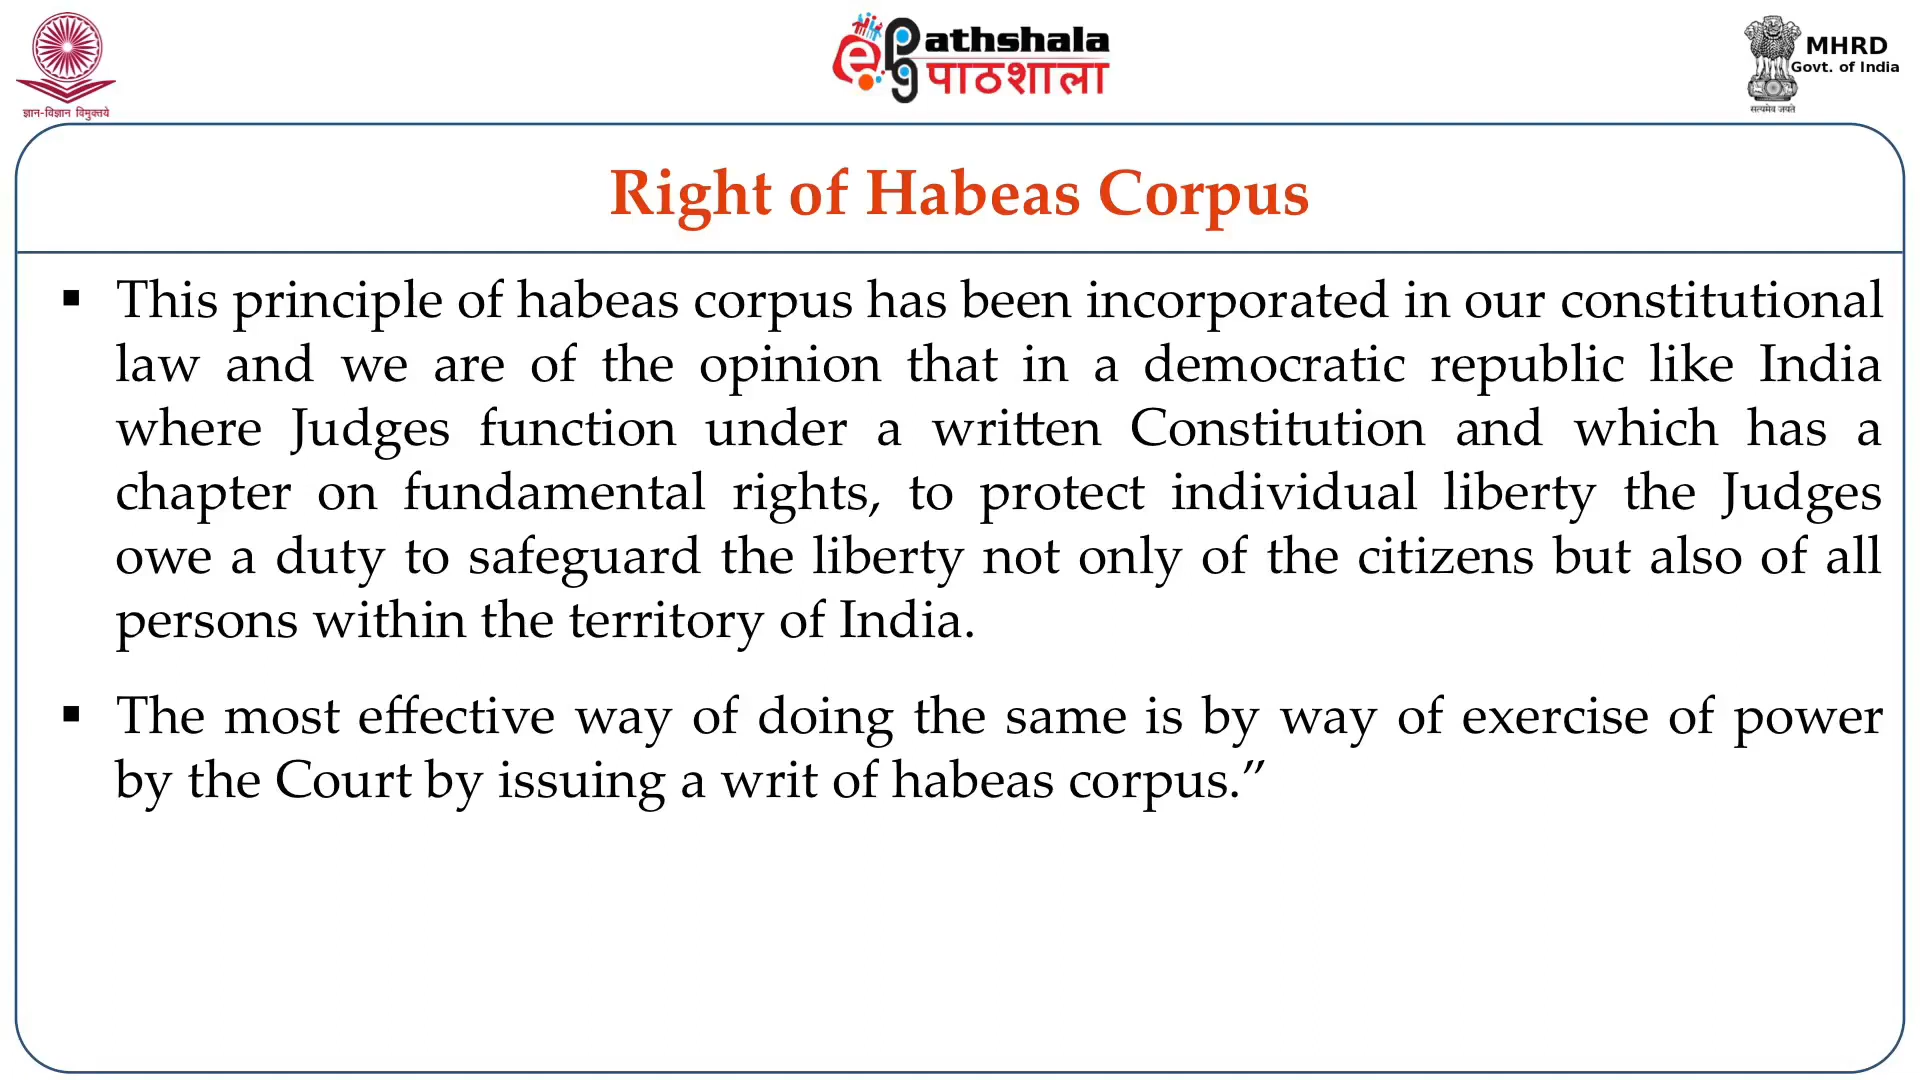 ज्ञान-विज्ञान विमुक्तये
ePathshala
पाठशाला
MHRD
Govt. of India
सत्यमेव जयते
Right of Habeas Corpus
▪ This principle of habeas corpus has been incorporated in our constitutional
law and we are of the opinion that in a democratic republic like India
where Judges function under a written Constitution and which has a
chapter on fundamental rights, to protect individual liberty the Judges
owe a duty to safeguard the liberty not only of the citizens but also of all
persons within the territory of India.
▪ The most effective way of doing the same is by way of exercise of power
by the Court by issuing a writ of habeas corpus.”